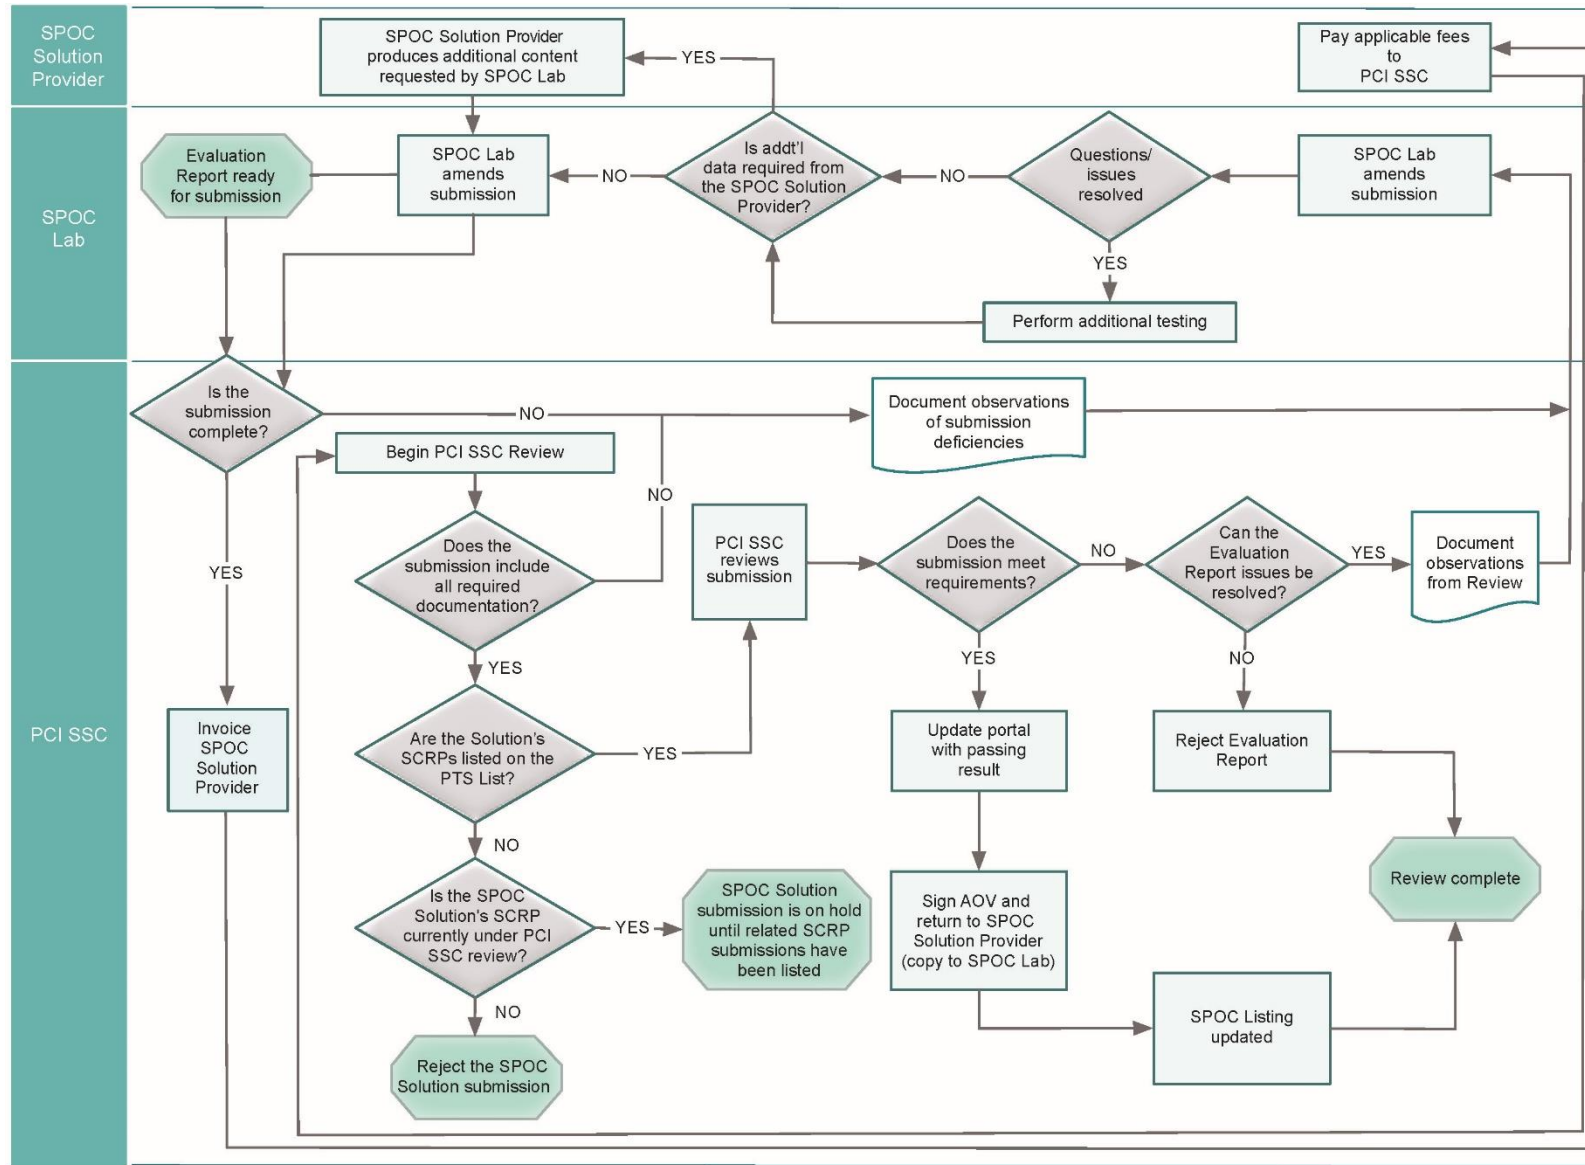 SPOC
Solution
Provider
SPOC Solution Provider
produces additional content
requested by SPOC Lab
YES
Pay applicable fees
to
PCI SSC
SPOC
Lab
Evaluation
Report ready
for submission
SPOC Lab
amends
submission
NO
Is addt'l
data required from
the SPOC Solution
Provider?
NO
Questions/
issues
resolved
SPOC Lab
amends
submission
YES
Perform additional testing
PCI SSC
Is the
submission
complete?
NO
Document observations
of submission
deficiencies
Begin PCI SSC Review
NO
YES
Does the
submission include
all required
documentation?
PCI SSC
reviews
submission
Does the
submission meet
requirements?
NO
Can the
Evaluation
Report issues be
resolved?
YES
Document
observations
from Review
YES
YES
NO
Invoice
SPOC
Solution
Provider
Are the Solution's
SCRPs listed on the
PTS List?
YES
Update portal
with passing
result
Reject Evaluation
Report
NO
Is the SPOC
Solution's SCRP
currently under PCI
SSC review?
YES
SPOC Solution
submission is on hold
until related SCRP
submissions have
been listed
Sign AOV and
return to SPOC
Solution Provider
(copy to SPOC Lab)
Review complete
NO
SPOC Listing
updated
Reject the SPOC
Solution submission